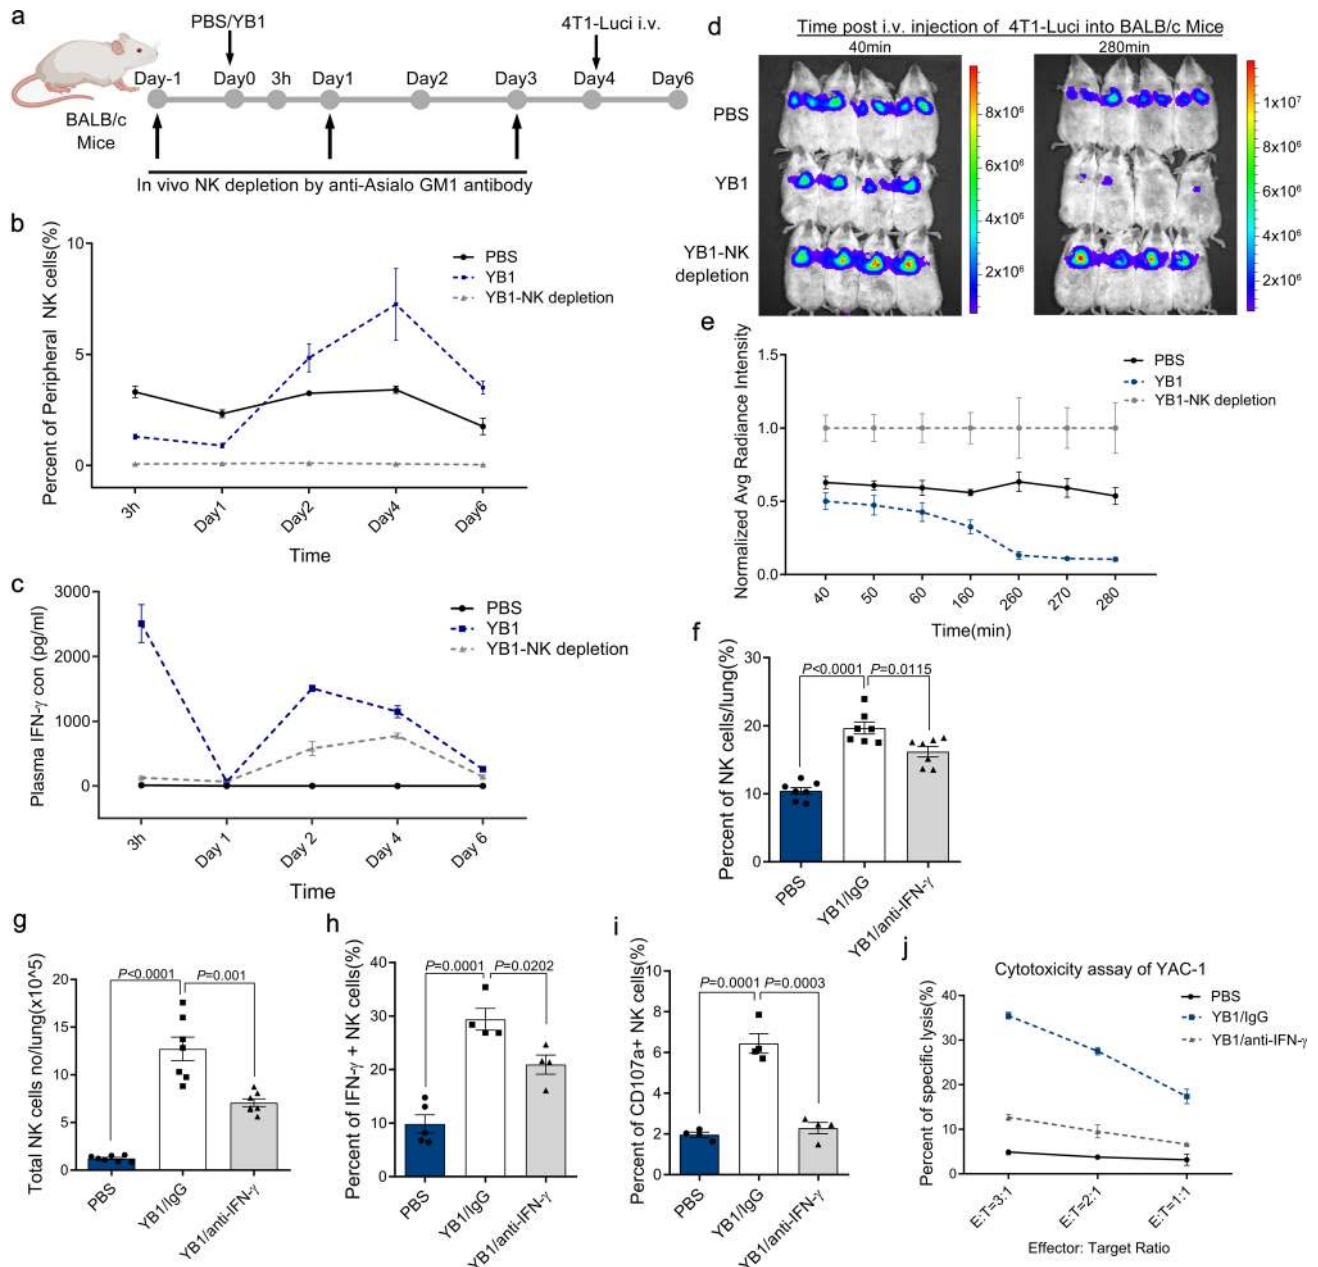 a
PBS/YB1
4T1-Luci i.v.
Day-1 Day0 3h Day1 Day2 Day3 Day4 Day6
BALB/c
Mice
In vivo NK depletion by anti-Asialo GM1 antibody
b
Percent of Peripheral NK cells(%)
10
5
0
PBS
YB1
YB1-NK depletion
3h Day1 Day2 Day4 Day6
Time
c
Plasma IFN-γ con (pg/ml)
3000
2000
1000
0
PBS
YB1
YB1-NK depletion
3h Day 1 Day 2 Day 4 Day 6
Time
d
Time post i.v. injection of 4T1-Luci into BALB/c Mice
40min 280min
PBS
YB1
YB1-NK
depletion
8x10⁶
6x10⁶
4x10⁶
2x10⁶
1x10⁷
8x10⁶
6x10⁶
4x10⁶
2x10⁶
e
Normalized Avg Radiance Intensity
1.5
1.0
0.5
0.0
PBS
YB1
YB1-NK depletion
40 50 60 160 260 270 280
Time(min)
f
Percent of NK cells/lung(%)
30
20
10
0
P<0.0001 P=0.0115
PBS YB1/IgG YB1/anti-IFN-γ
g
Total NK cells no/lung(x10^5)
20
15
10
5
0
P<0.0001 P=0.001
PBS YB1/IgG YB1/anti-IFN-γ
h
Percent of IFN-γ + NK cells(%)
40
30
20
10
0
P=0.0001 P=0.0202
PBS YB1/IgG YB1/anti-IFN-γ
i
Percent of CD107a+ NK cells(%)
10
8
6
4
2
0
P=0.0001 P=0.0003
PBS YB1/IgG YB1/anti-IFN-γ
j
Cytotoxicity assay of YAC-1
Percent of specific lysis(%)
40
30
20
10
0
PBS
YB1/IgG
YB1/anti-IFN-γ
E:T=3:1 E:T=2:1 E:T=1:1
Effector: Target Ratio